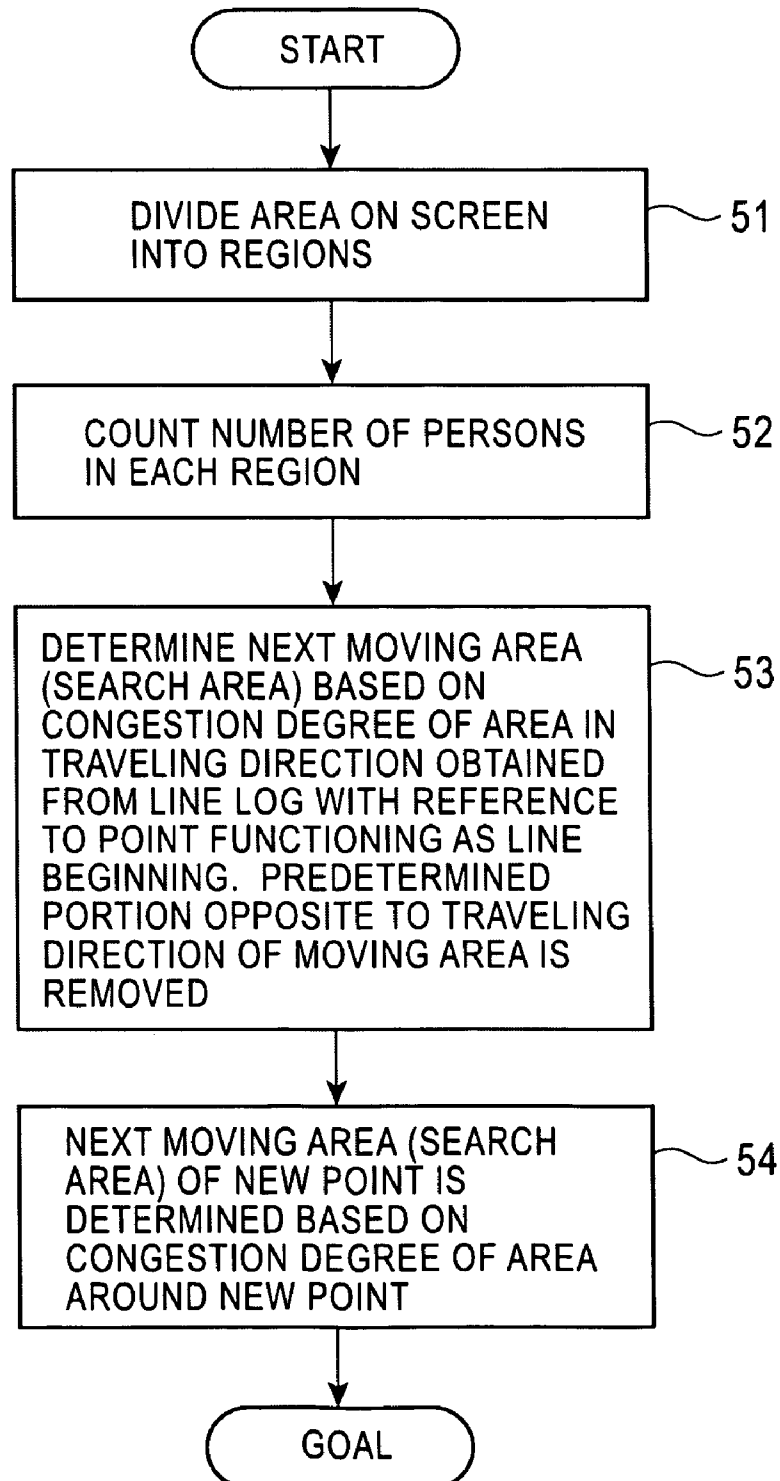 START
DIVIDE AREA ON SCREEN
INTO REGIONS
51
COUNT NUMBER OF PERSONS
IN EACH REGION
52
DETERMINE NEXT MOVING AREA
(SEARCH AREA) BASED ON
CONGESTION DEGREE OF AREA IN
TRAVELING DIRECTION OBTAINED
FROM LINE LOG WITH REFERENCE
TO POINT FUNCTIONING AS LINE
BEGINNING. PREDETERMINED
PORTION OPPOSITE TO TRAVELING
DIRECTION OF MOVING AREA IS
REMOVED
53
NEXT MOVING AREA (SEARCH
AREA) OF NEW POINT IS
DETERMINED BASED ON
CONGESTION DEGREE OF AREA
AROUND NEW POINT
54
GOAL